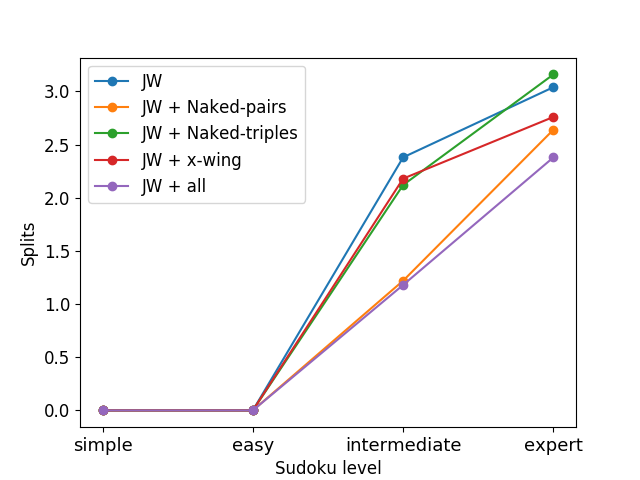 JW
JW + Naked-pairs
JW + Naked-triples
JW + x-wing
JW + all
3.0
2.5
2.0
1.5
1.0
0.5
0.0
Splits
simple easy intermediate expert
Sudoku level